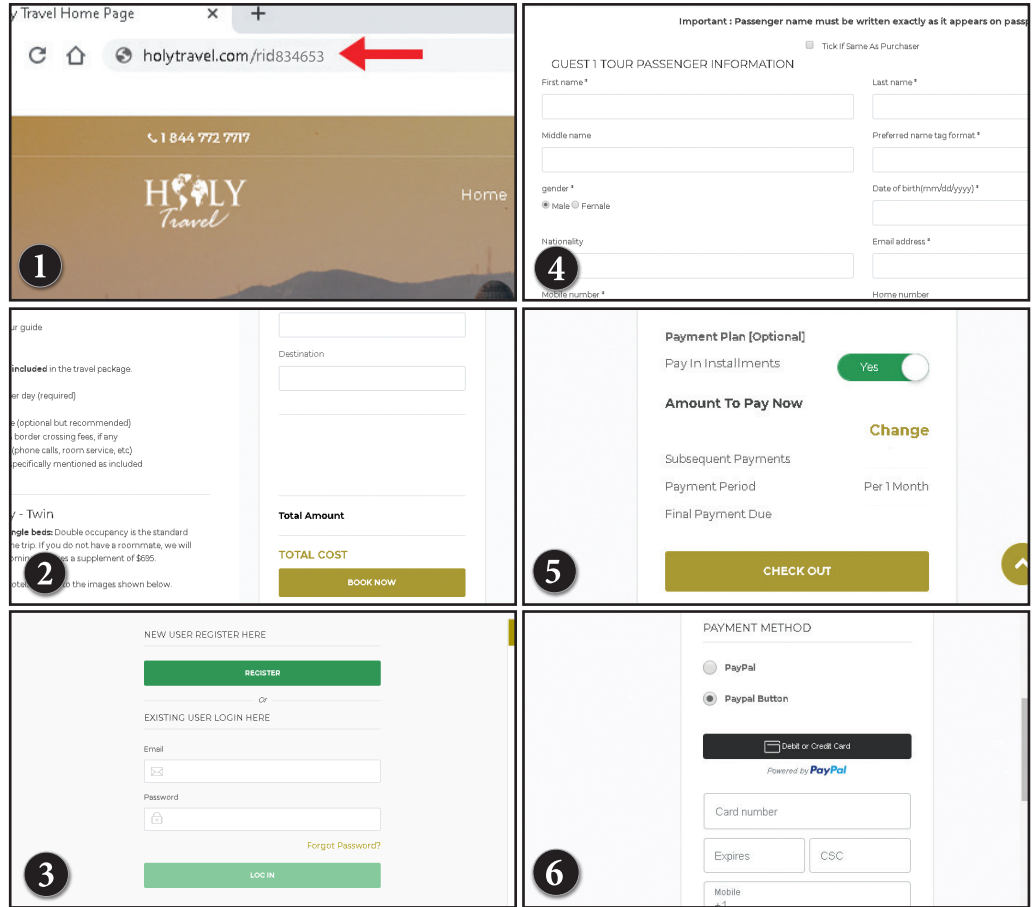 y Travel Home Page
holytravel.com/rid834653
1 844 772 7717
HOLY
Travel
Home
1
ur guide
included in the travel package.
er day (required)
e (optional but recommended)
border crossing fees, if any
(phone calls, room service, etc)
pecifically mentioned as included
y - Twin
ngle beds: Double occupancy is the standard
he trip. If you do not have a roommate, we will
es a supplement of $695.
to the images shown below.
Destination
Total Amount
TOTAL COST
BOOK NOW
2
NEW USER REGISTER HERE
REGISTER
Or
EXISTING USER LOGIN HERE
Email
Password
Forgot Password?
LOG IN
3
Important : Passenger name must be written exactly as it appears on passp
Tick If Same As Purchaser
GUEST 1 TOUR PASSENGER INFORMATION
First name *
Last name *
Middle name
Preferred name tag format *
gender *
Date of birth(mm/dd/yyyy) *
Male Female
Nationality
Email address *
Mobile number *
Home number
4
Payment Plan [Optional]
Pay In Installments
Yes
Amount To Pay Now
Change
Subsequent Payments
Payment Period
Per 1 Month
Final Payment Due
CHECK OUT
5
PAYMENT METHOD
PayPal
Paypal Button
Debit or Credit Card
Powered by PayPal
Card number
Expires
CSC
Mobile
+1
6